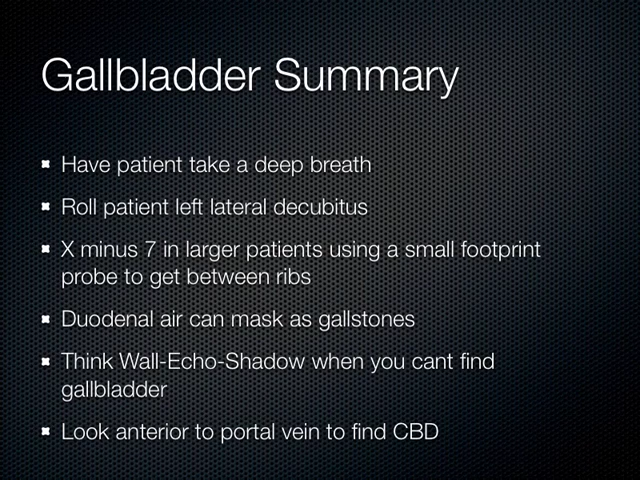 Gallbladder Summary
Have patient take a deep breath
Roll patient left lateral decubitus
X minus 7 in larger patients using a small footprint
probe to get between ribs
Duodenal air can mask as gallstones
Think Wall-Echo-Shadow when you cant find
gallbladder
Look anterior to portal vein to find CBD